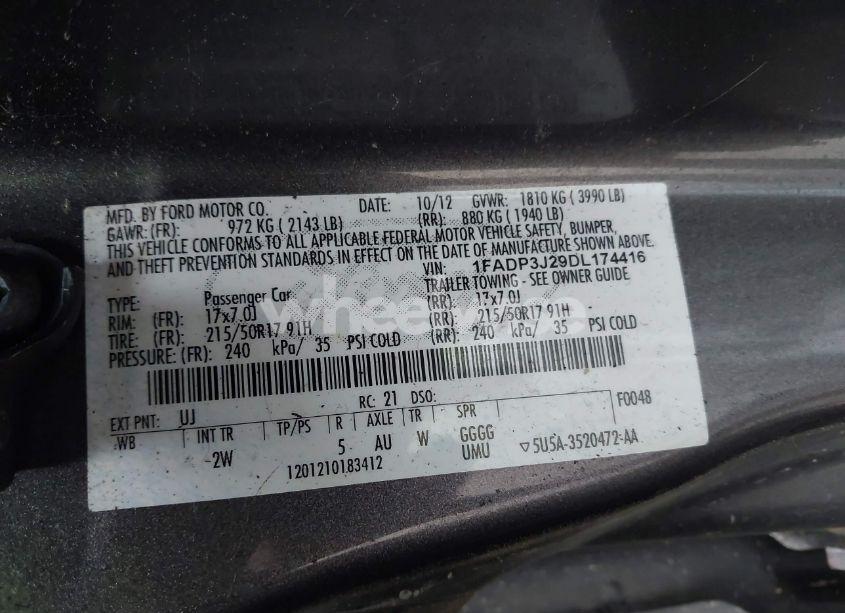 MFD. BY FORD MOTOR CO. DATE: 10/12 GVWR: 1810 KG ( 3990 LB)
GAWR: (FR): 972 KG ( 2143 LB) (RR): 880 KG ( 1940 LB)
THIS VEHICLE CONFORMS TO ALL APPLICABLE FEDERAL MOTOR VEHICLE SAFETY, BUMPER,
AND THEFT PREVENTION STANDARDS IN EFFECT ON THE DATE OF MANUFACTURE SHOWN ABOVE.
VIN: 1FADP3J29DL174416
TYPE: Passenger Car TRAILER TOWING - SEE OWNER GUIDE
RIM: (FR): 17x7.0J (RR): 17x7.0J
TIRE: (FR): 215/50R17 91H (RR): 215/50R17 91H
PRESSURE: (FR): 240 kPa/ 35 PSI COLD (RR): 240 kPa/ 35 PSI COLD
EXT PNT: UJ RC: 21 DSO: F0048
WB INT TR TP/PS R AXLE TR SPR
-2W 5 AU W GGGG
UMU
1201210183412 ▽5U5A-3520472-AA